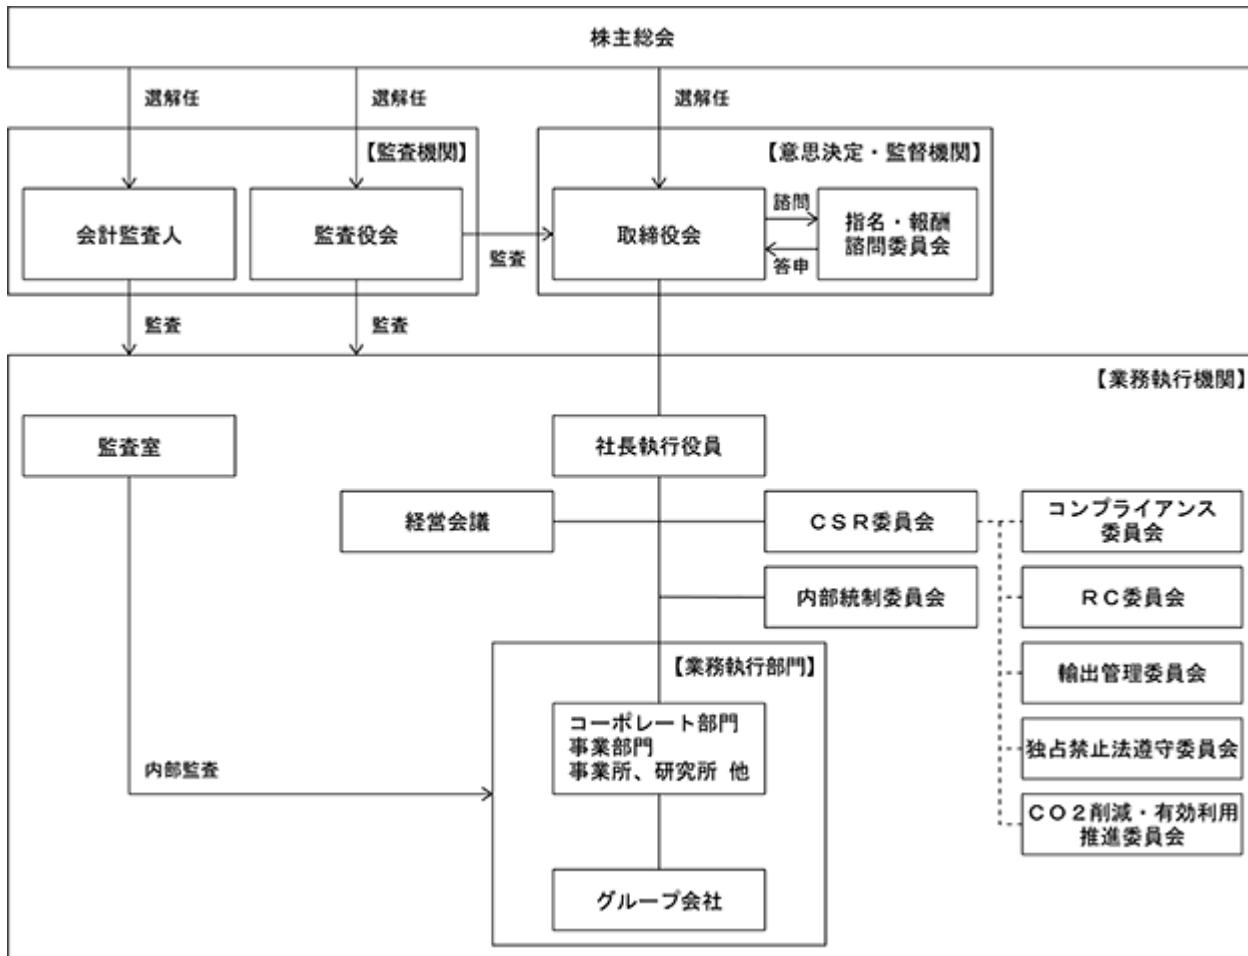 株主総会
選解任
選解任
選解任
【監査機関】
【意思決定・監督機関】
会計監査人
監査役会
監査
取締役会
諮問
答申
指名・報酬
諮問委員会
監査
監査
【業務執行機関】
監査室
社長執行役員
経営会議
ＣＳＲ委員会
コンプライアンス
委員会
内部統制委員会
ＲＣ委員会
【業務執行部門】
輸出管理委員会
コーポレート部門
事業部門
事業所、研究所 他
独占禁止法遵守委員会
内部監査
ＣＯ２削減・有効利用
推進委員会
グループ会社